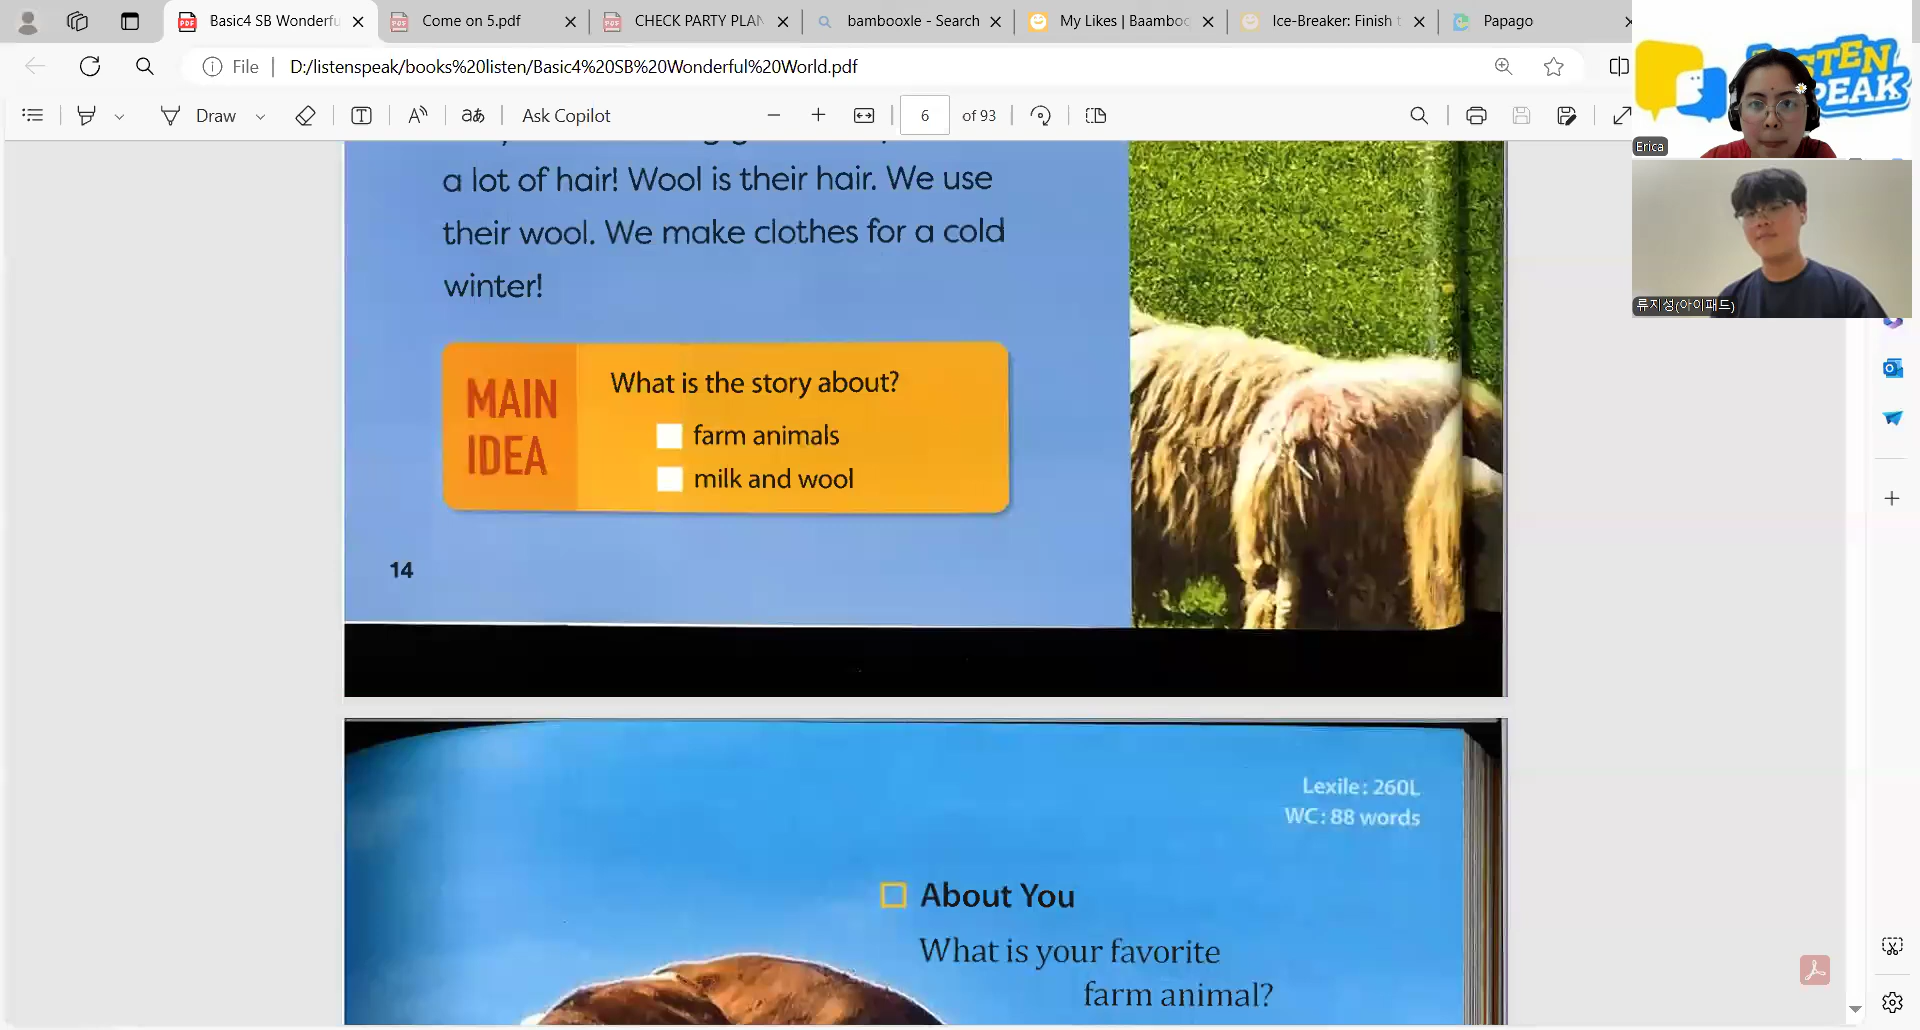 Basic4 SB Wonderfu
Come on 5.pdf
CHECK PARTY PLAN
bambooxle - Search
My Likes | Baambooz
Ice-Breaker: Finish t
Papago
File
D:/listenspeak/books%20listen/Basic4%20SB%20Wonderful%20World.pdf
Draw
Ask Copilot
6
of 93
LISTEN
SPEAK
Erica
류지성(아이패드)
a lot of hair! Wool is their hair. We use
their wool. We make clothes for a cold
winter!
MAIN
IDEA
What is the story about?
farm animals
milk and wool
14
Lexile: 260L
WC: 88 words
About You
What is your favorite
farm animal?